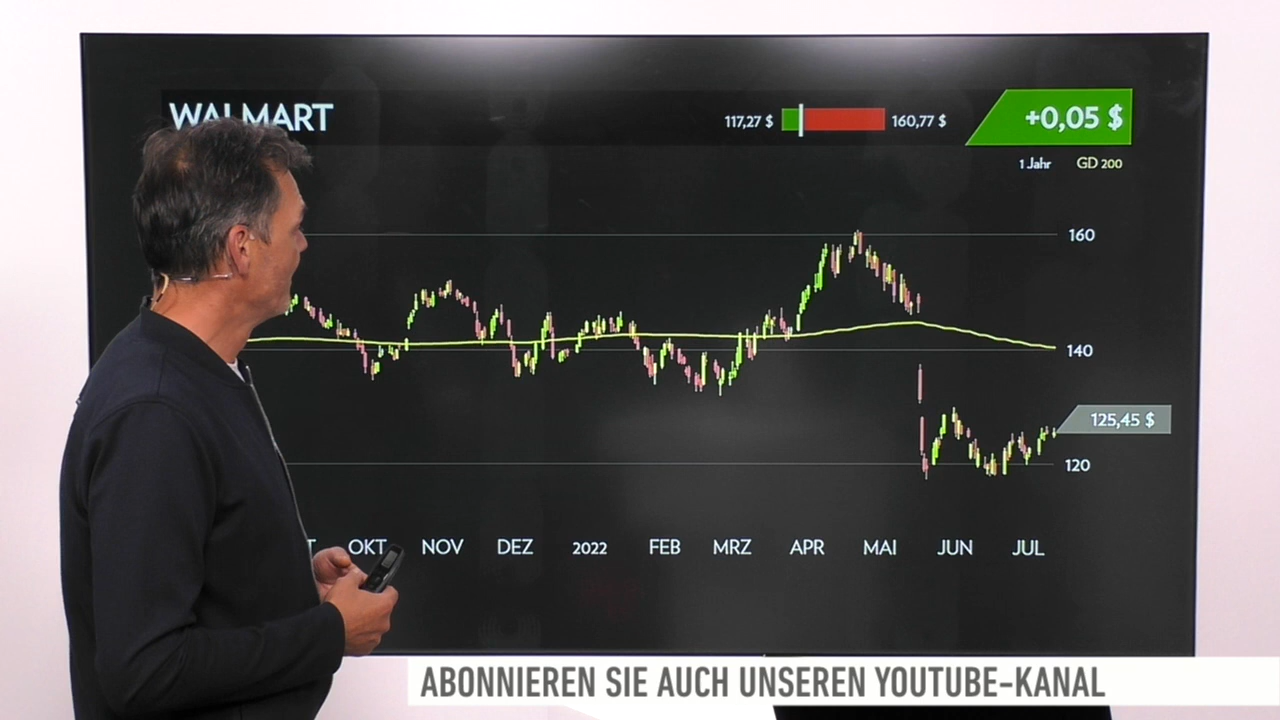 WALMART
117,27 $
160,77 $
+0,05 $
1 Jahr GD 200
160
140
125,45 $
120
OKT NOV DEZ 2022 FEB MRZ APR MAI JUN JUL
ABONNIEREN SIE AUCH UNSEREN YOUTUBE-KANAL